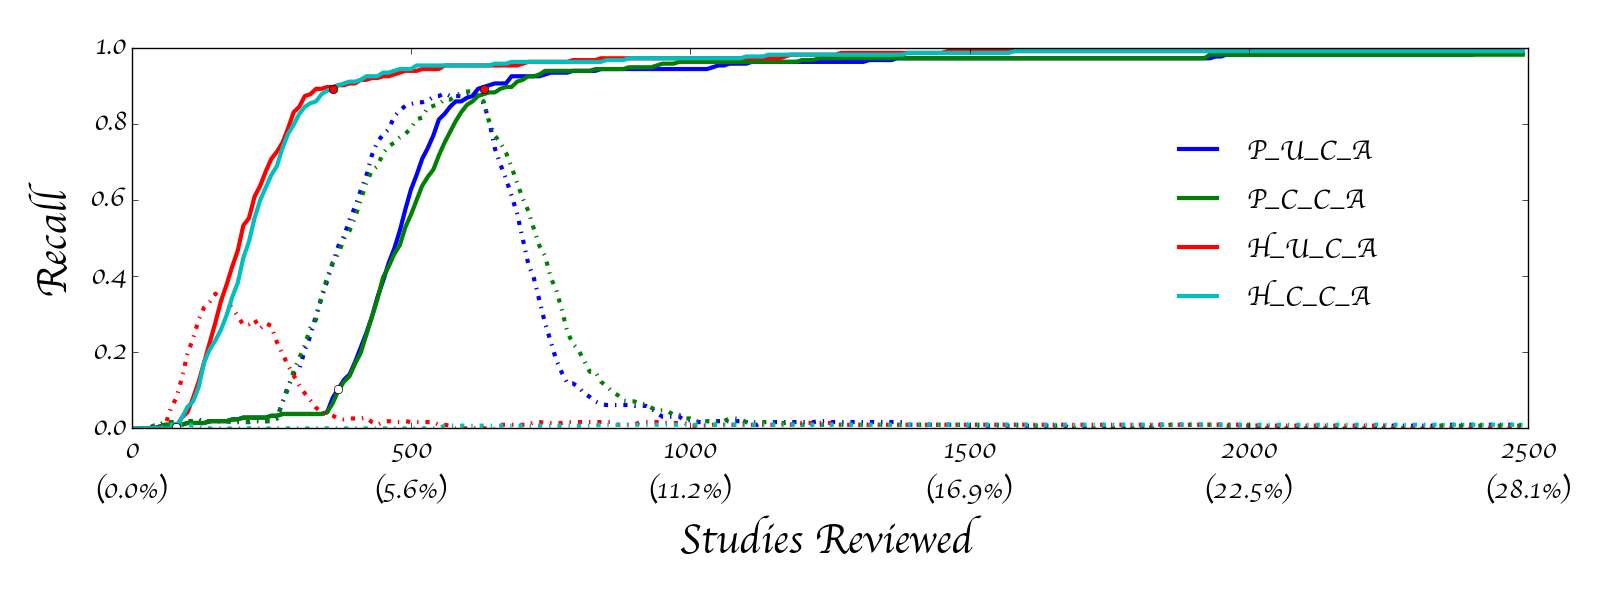 1.0
0.8
0.6
0.4
0.2
0.0
Recall
P_U_C_A
P_C_C_A
H_U_C_A
H_C_C_A
0 500 1000 1500 2000 2500
(0.0%) (5.6%) (11.2%) (16.9%) (22.5%) (28.1%)
Studies Reviewed